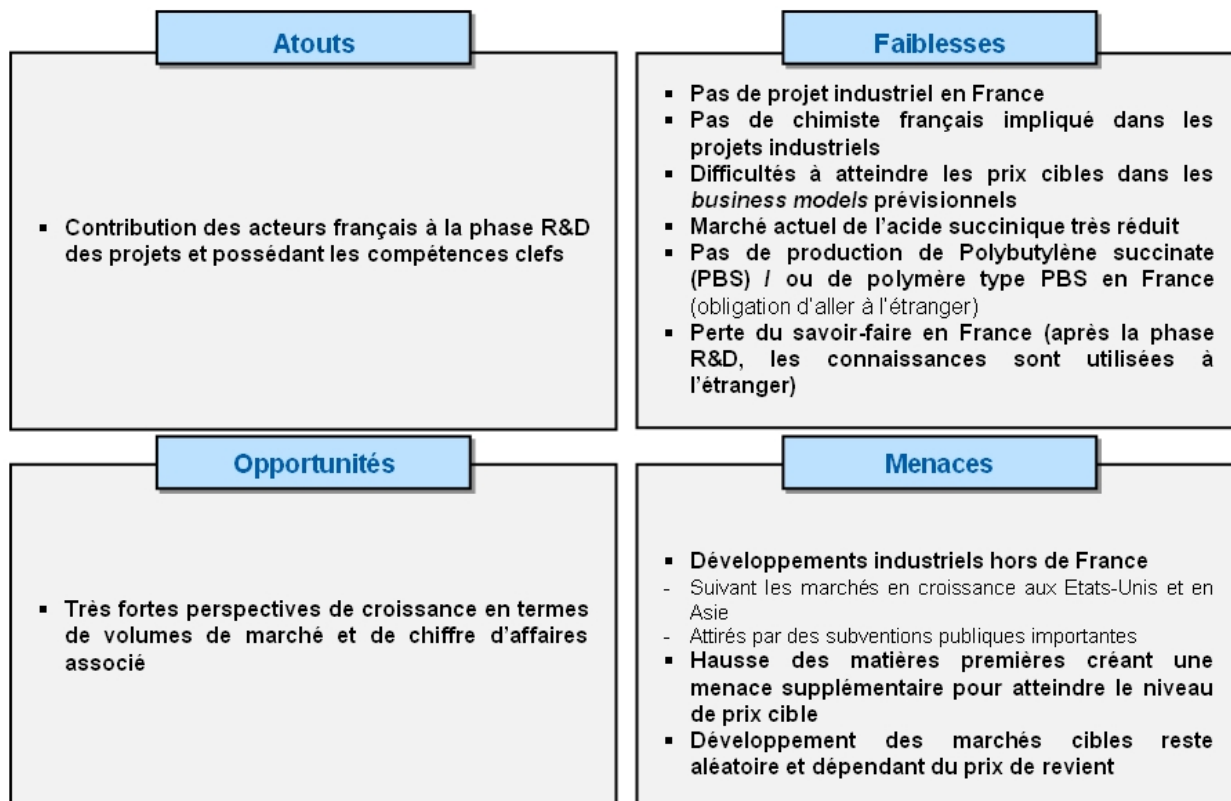 Atouts
▪ Contribution des acteurs français à la phase R&D
des projets et possédant les compétences clefs
Faiblesses
▪ Pas de projet industriel en France
▪ Pas de chimiste français impliqué dans les
projets industriels
▪ Difficultés à atteindre les prix cibles dans les
business models prévisionnels
▪ Marché actuel de l'acide succinique très réduit
▪ Pas de production de Polybutylène succinate
(PBS) / ou de polymère type PBS en France
(obligation d'aller à l'étranger)
▪ Perte du savoir-faire en France (après la phase
R&D, les connaissances sont utilisées à
l'étranger)
Opportunités
▪ Très fortes perspectives de croissance en termes
de volumes de marché et de chiffre d'affaires
associé
Menaces
▪ Développements industriels hors de France
- Suivant les marchés en croissance aux Etats-Unis et en
Asie
- Attirés par des subventions publiques importantes
▪ Hausse des matières premières créant une
menace supplémentaire pour atteindre le niveau
de prix cible
▪ Développement des marchés cibles reste
aléatoire et dépendant du prix de revient